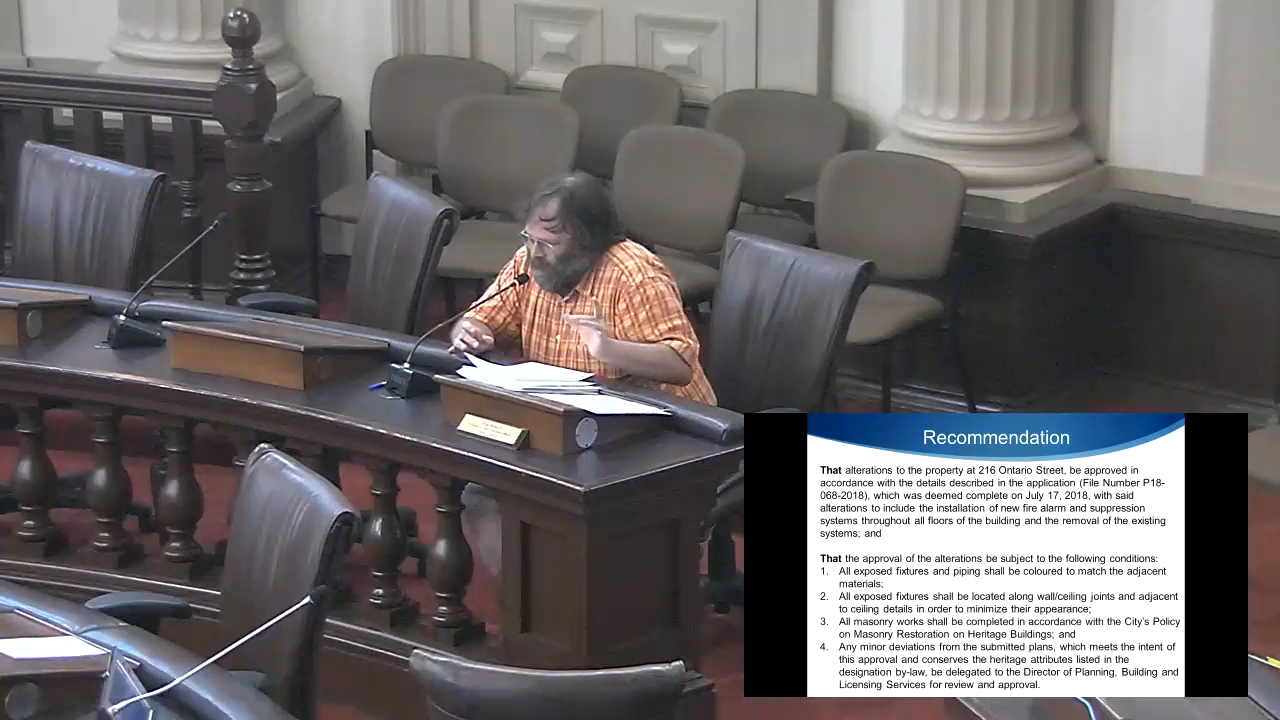 Recommendation
That alterations to the property at 216 Ontario Street, be approved in
accordance with the details described in the application (File Number P18-
068-2018), which was deemed complete on July 17, 2018, with said
alterations to include the installation of new fire alarm and suppression
systems throughout all floors of the building and the removal of the existing
systems; and
That the approval of the alterations be subject to the following conditions:
1. All exposed fixtures and piping shall be coloured to match the adjacent
materials;
2. All exposed fixtures shall be located along wall/ceiling joints and adjacent
to ceiling details in order to minimize their appearance;
3. All masonry works shall be completed in accordance with the City's Policy
on Masonry Restoration on Heritage Buildings; and
4. Any minor deviations from the submitted plans, which meets the intent of
this approval and conserves the heritage attributes listed in the
designation by-law, be delegated to the Director of Planning, Building and
Licensing Services for review and approval.